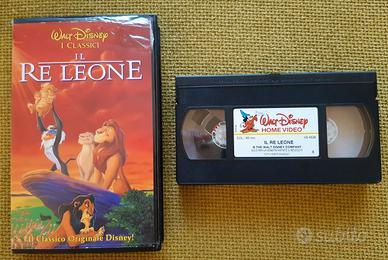 WALT DISNEY
I CLASSICI
IL
RE LEONE
Il Classico Originale Disney!
WALT DISNEY
HOME VIDEO
IL RE LEONE
© THE WALT DISNEY COMPANY
subito